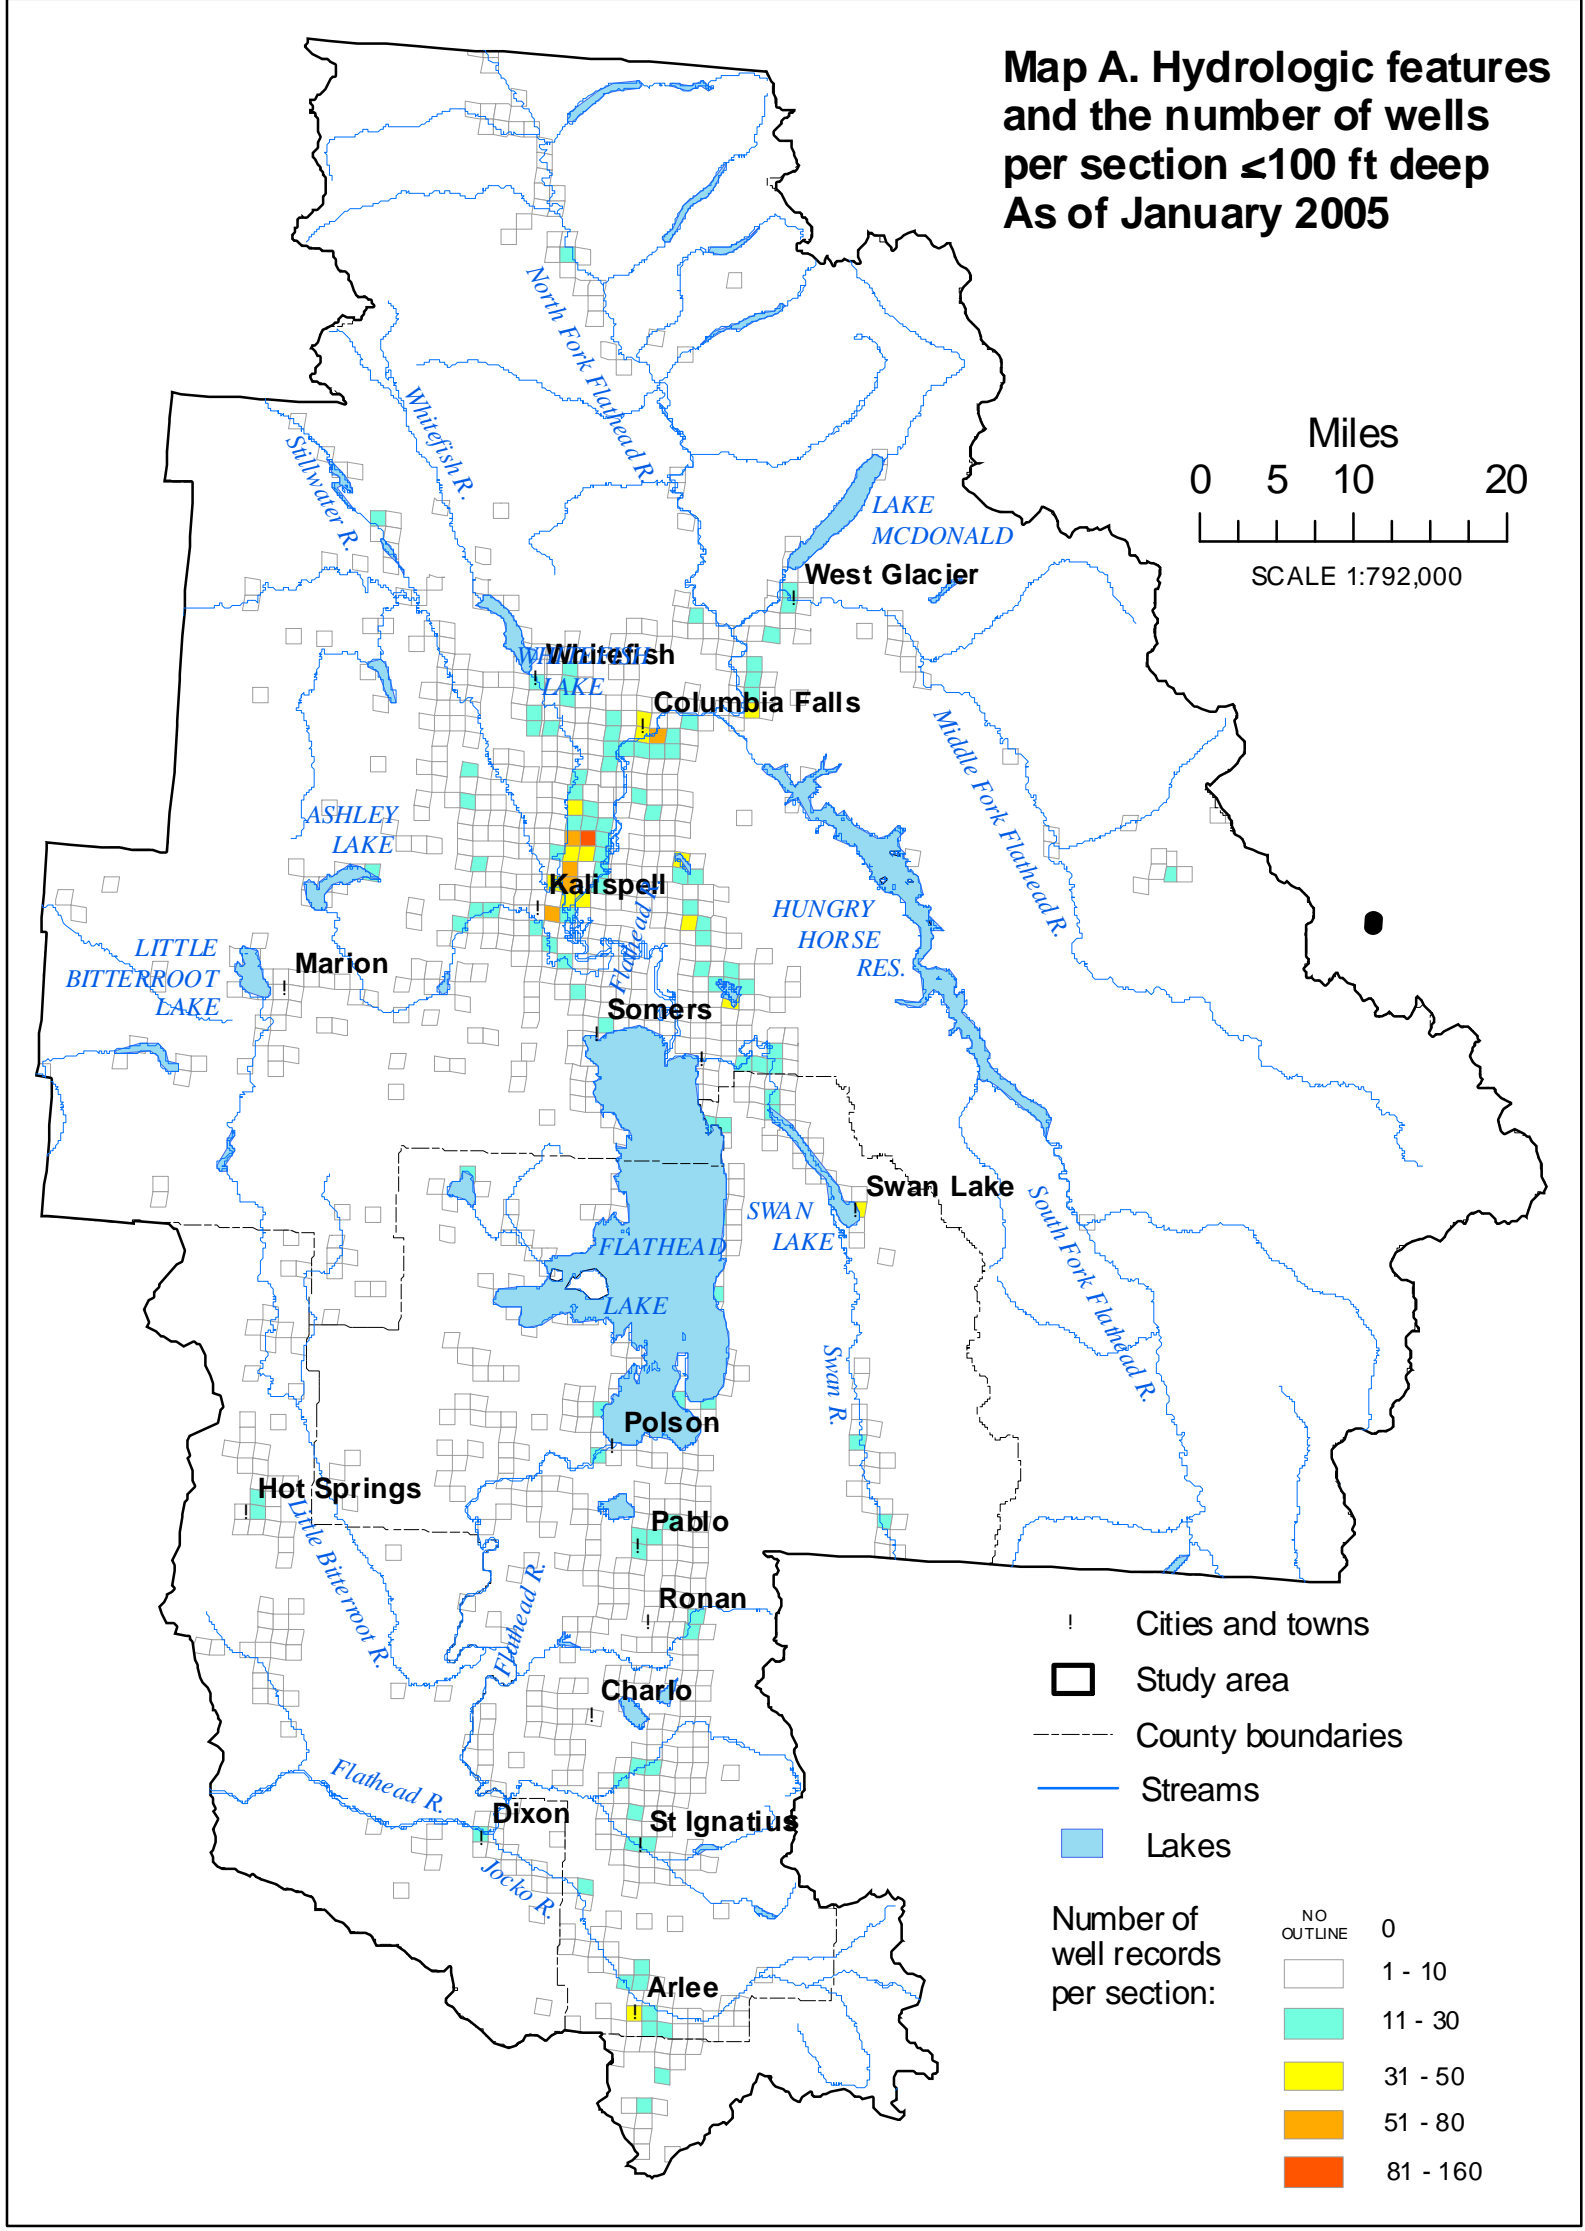 Map A. Hydrologic features
and the number of wells
per section ≤100 ft deep
As of January 2005
Miles
0 5 10 20
SCALE 1:792,000
North Fork Flathead R.
Whitefish R.
Stillwater R.
LAKE
MCDONALD
West Glacier
Whitefish
WHITEFISH
LAKE
Columbia Falls
Middle Fork Flathead R.
ASHLEY
LAKE
Kalispell
Flathead R.
HUNGRY
HORSE
RES.
LITTLE
BITTERROOT
LAKE
Marion
Somers
Swan Lake
SWAN
LAKE
South Fork Flathead R.
FLATHEAD
LAKE
Swan R.
Polson
Hot Springs
Little Bitterroot R.
Pablo
Flathead R.
Ronan
Charlo
Flathead R.
Dixon
St Ignatius
Jocko R.
Arlee
! Cities and towns
Study area
County boundaries
Streams
Lakes
Number of
well records
per section:
NO
OUTLINE 0
1 - 10
11 - 30
31 - 50
51 - 80
81 - 160